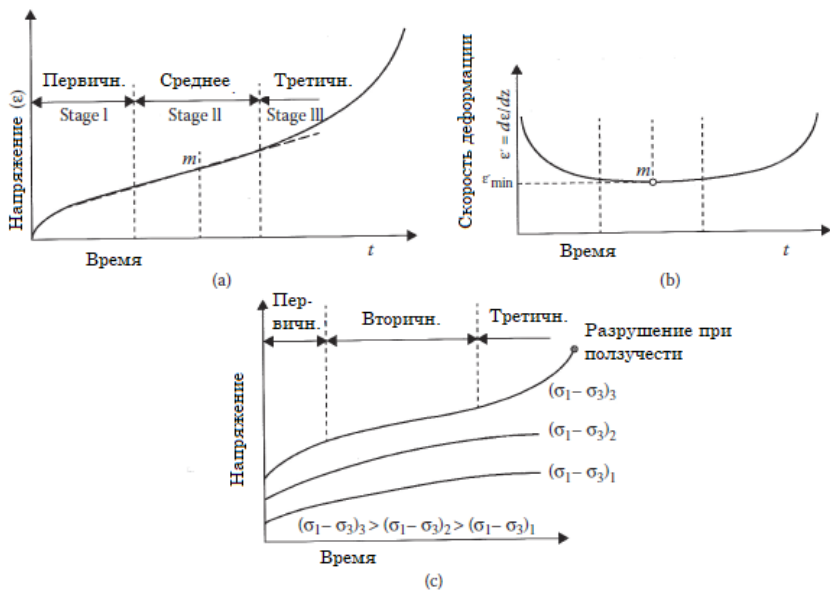 Напряжение (ε)
Первичн.
Среднее
Третичн.
Stage I
Stage II
Stage III
m
Время
t
(a)
Скорость деформации
ε˙ = dε/dz
ε˙min
m
Время
t
(b)
Напряжение
Пер-
вичн.
Вторичн.
Третичн.
Разрушение при
ползучести
(σ₁– σ₃)₃
(σ₁– σ₃)₂
(σ₁– σ₃)₁
(σ₁– σ₃)₃ > (σ₁– σ₃)₂ > (σ₁– σ₃)₁
Время
(c)